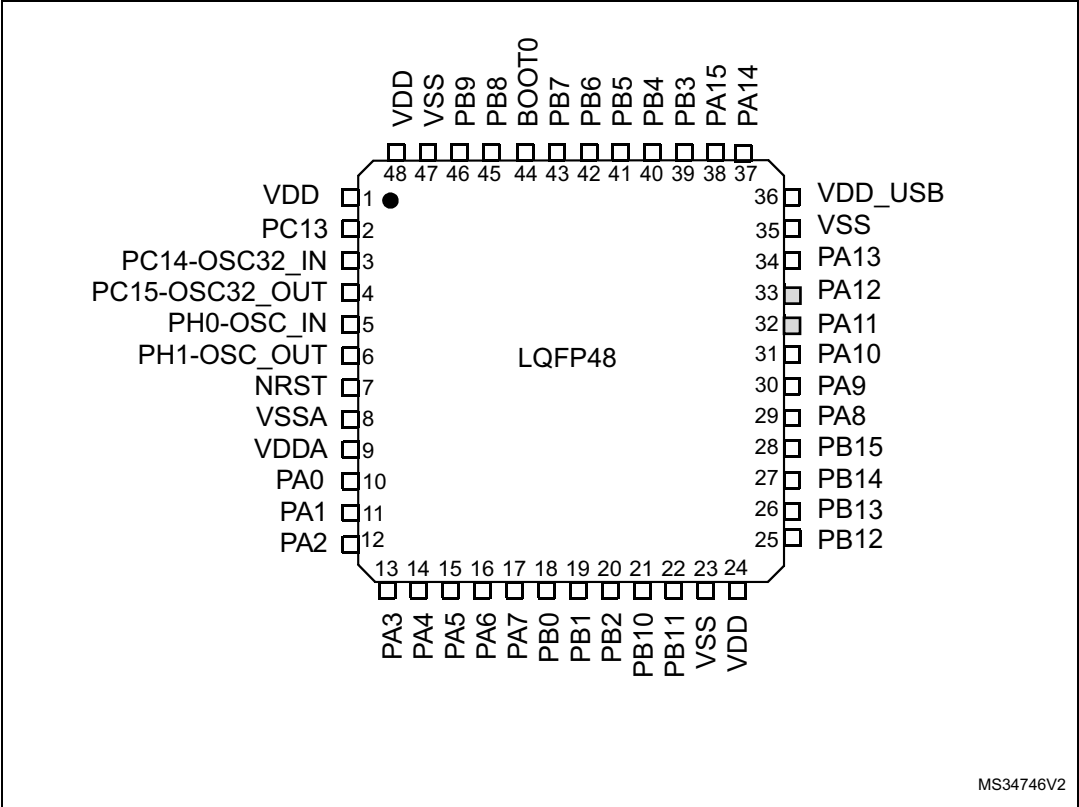 VDD
VSS
PB9
PB8
BOOT0
PB7
PB6
PB5
PB4
PB3
PA15
PA14
48 47 46 45 44 43 42 41 40 39 38 37
VDD 1 36 VDD_USB
PC13 2 35 VSS
PC14-OSC32_IN 3 34 PA13
PC15-OSC32_OUT 4 33 PA12
PH0-OSC_IN 5 32 PA11
PH1-OSC_OUT 6 LQFP48 31 PA10
NRST 7 30 PA9
VSSA 8 29 PA8
VDDA 9 28 PB15
PA0 10 27 PB14
PA1 11 26 PB13
PA2 12 25 PB12
13 14 15 16 17 18 19 20 21 22 23 24
PA3
PA4
PA5
PA6
PA7
PB0
PB1
PB2
PB10
PB11
VSS
VDD
MS34746V2